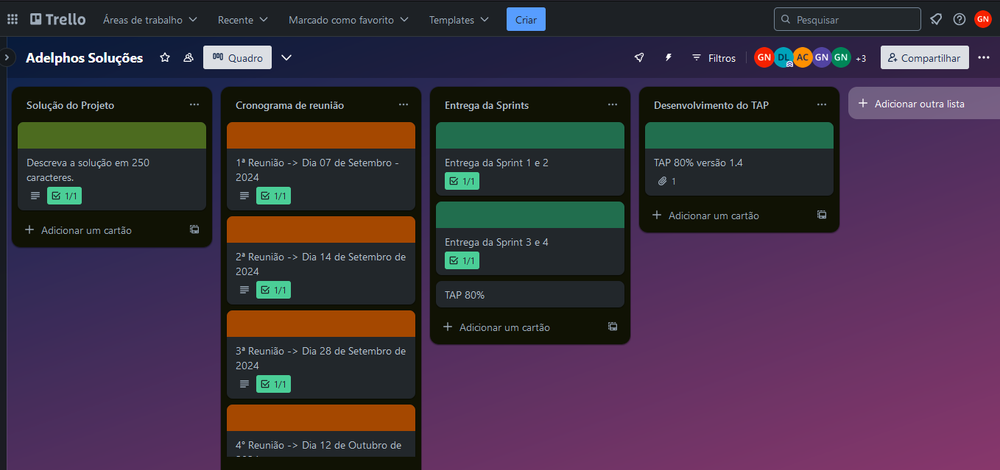 Trello Áreas de trabalho Recente Marcado como favorito Templates Criar Pesquisar GN
Adelphos Soluções Quadro Filtros GN DL AC GN GN +3 Compartilhar
Solução do Projeto
Descreva a solução em 250
caracteres.
1/1
Adicionar um cartão
Cronograma de reunião
1ª Reunião -> Dia 07 de Setembro -
2024
1/1
2ª Reunião -> Dia 14 de Setembro de
2024
1/1
3ª Reunião -> Dia 28 de Setembro de
2024
1/1
4° Reunião -> Dia 12 de Outubro de
Entrega da Sprints
Entrega da Sprint 1 e 2
1/1
Entrega da Sprint 3 e 4
1/1
TAP 80%
Adicionar um cartão
Desenvolvimento do TAP
TAP 80% versão 1.4
1
Adicionar um cartão
Adicionar outra lista